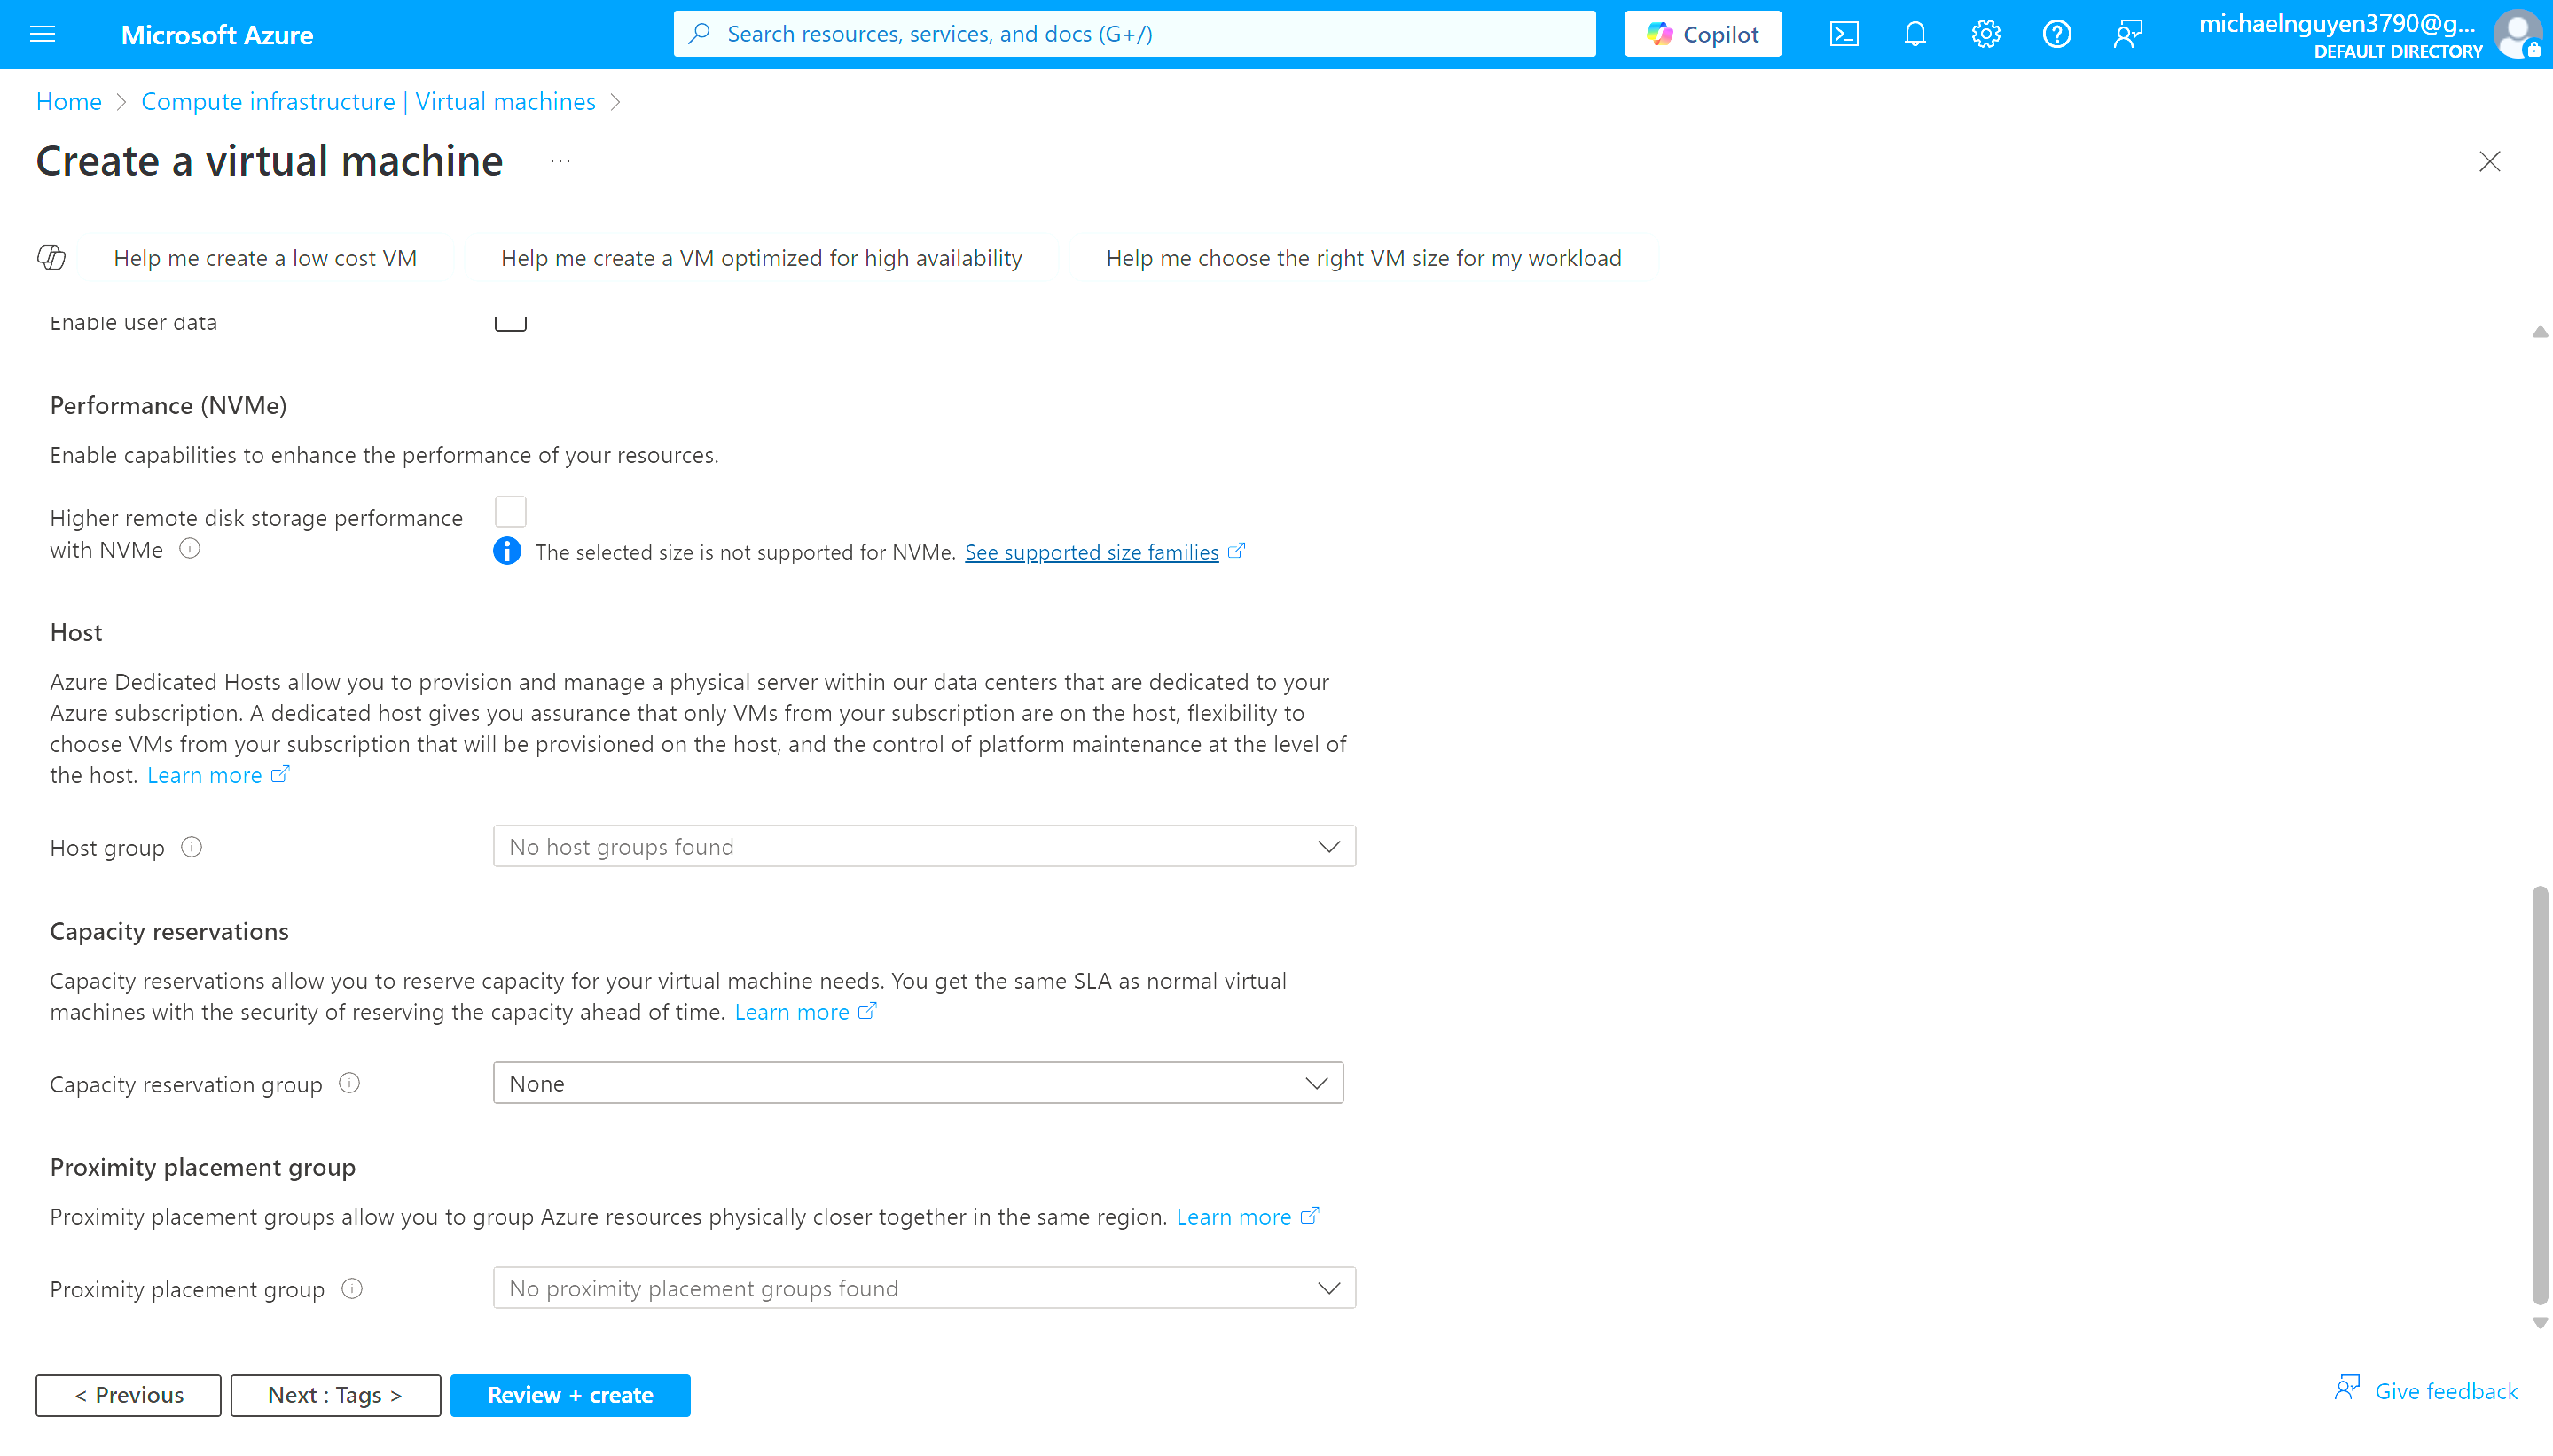 Microsoft Azure
Search resources, services, and docs (G+/)
Copilot
michaelnguyen3790@g...
DEFAULT DIRECTORY
Home > Compute infrastructure | Virtual machines >
Create a virtual machine ...
Help me create a low cost VM
Help me create a VM optimized for high availability
Help me choose the right VM size for my workload
Enable user data
Performance (NVMe)
Enable capabilities to enhance the performance of your resources.
Higher remote disk storage performance
with NVMe
The selected size is not supported for NVMe. See supported size families
Host
Azure Dedicated Hosts allow you to provision and manage a physical server within our data centers that are dedicated to your
Azure subscription. A dedicated host gives you assurance that only VMs from your subscription are on the host, flexibility to
choose VMs from your subscription that will be provisioned on the host, and the control of platform maintenance at the level of
the host. Learn more
Host group
No host groups found
Capacity reservations
Capacity reservations allow you to reserve capacity for your virtual machine needs. You get the same SLA as normal virtual
machines with the security of reserving the capacity ahead of time. Learn more
Capacity reservation group
None
Proximity placement group
Proximity placement groups allow you to group Azure resources physically closer together in the same region. Learn more
Proximity placement group
No proximity placement groups found
< Previous
Next : Tags >
Review + create
Give feedback